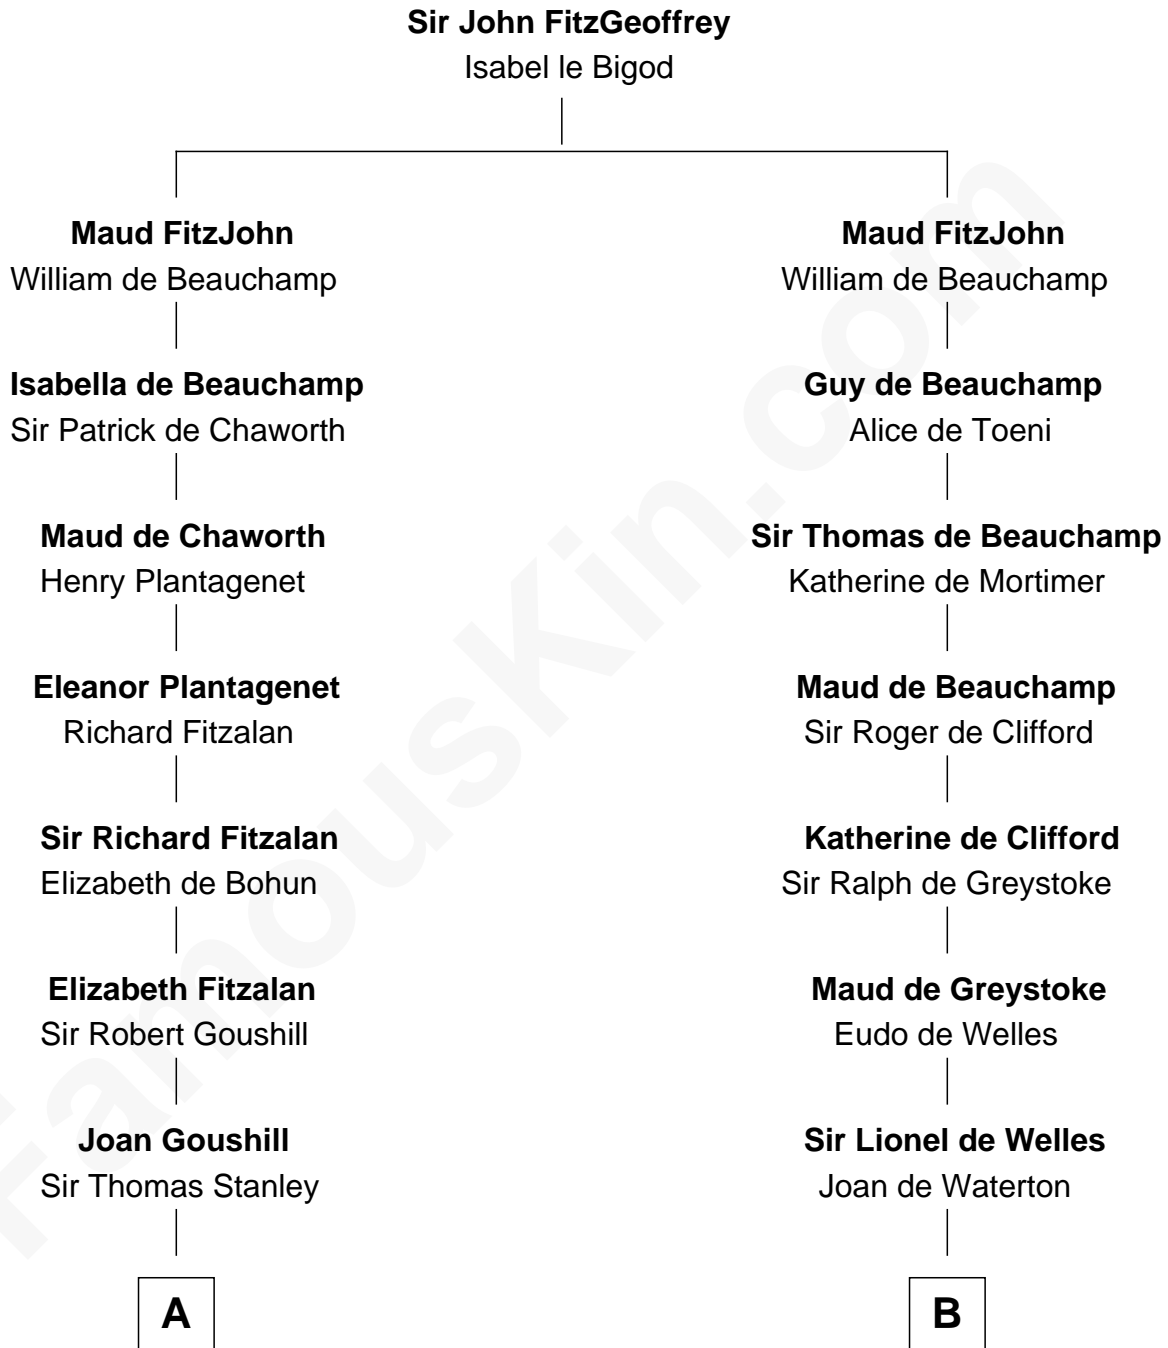 Sir John FitzGeoffrey
Isabel le Bigod
Maud FitzJohn
William de Beauchamp
Isabella de Beauchamp
Sir Patrick de Chaworth
Maud de Chaworth
Henry Plantagenet
Eleanor Plantagenet
Richard Fitzalan
Sir Richard Fitzalan
Elizabeth de Bohun
Elizabeth Fitzalan
Sir Robert Goushill
Joan Goushill
Sir Thomas Stanley
A
Maud FitzJohn
William de Beauchamp
Guy de Beauchamp
Alice de Toeni
Sir Thomas de Beauchamp
Katherine de Mortimer
Maud de Beauchamp
Sir Roger de Clifford
Katherine de Clifford
Sir Ralph de Greystoke
Maud de Greystoke
Eudo de Welles
Sir Lionel de Welles
Joan de Waterton
B
FamousKin.com